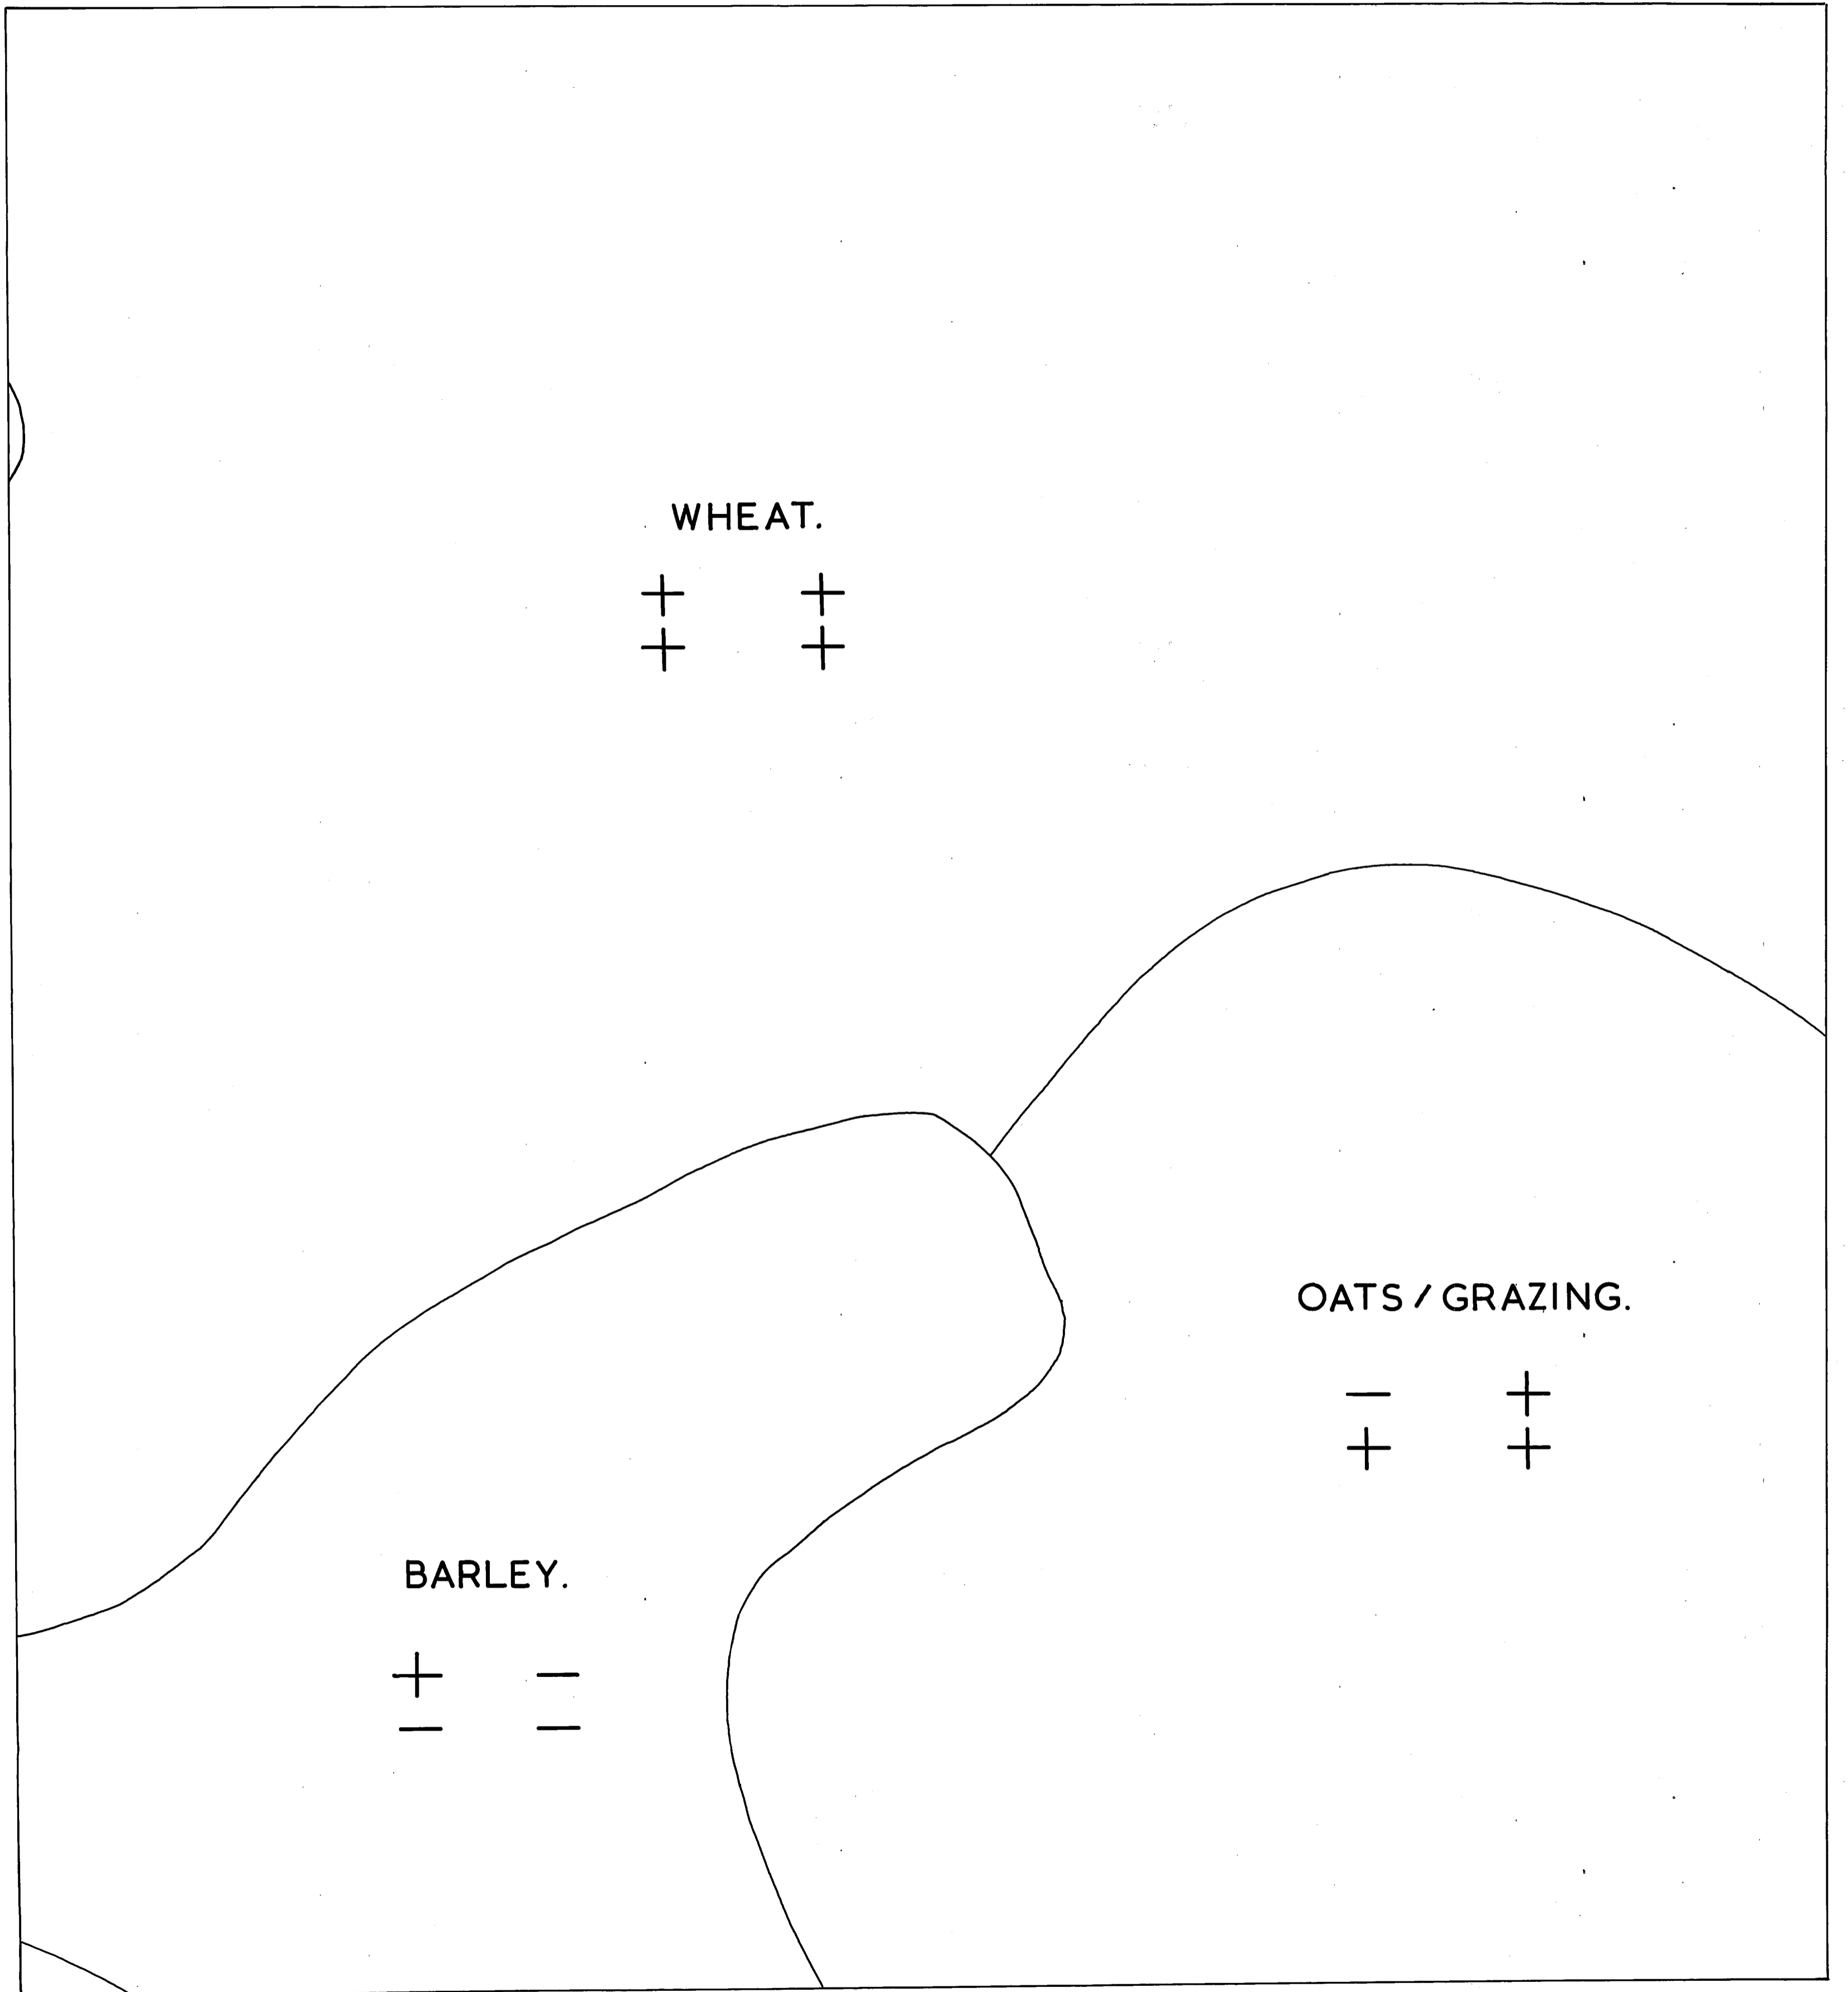 WHEAT.
+ +
+ +
OATS/GRAZING.
− +
+ +
BARLEY.
+ −
− −